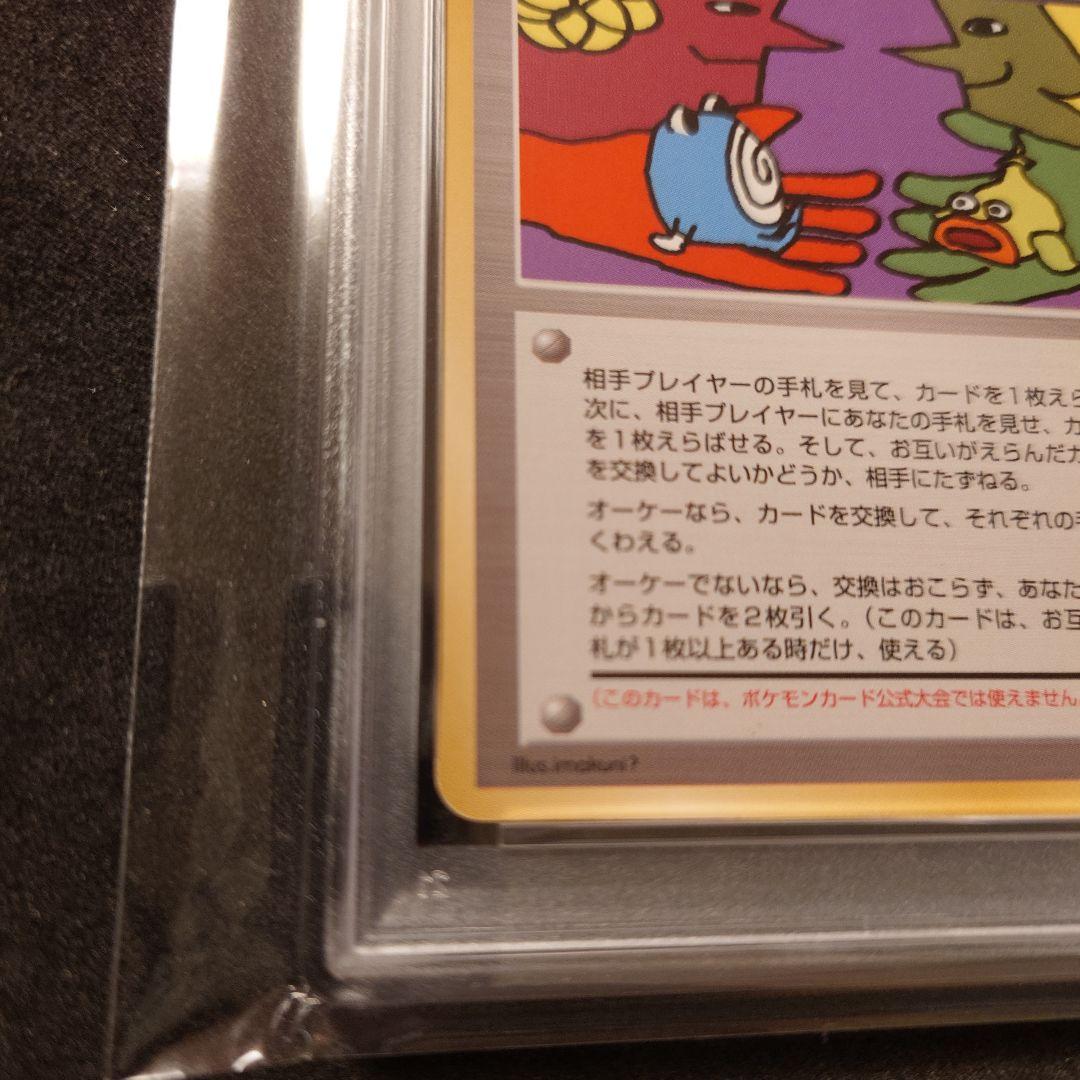 相手プレイヤーの手札を見て、カードを1枚えら
次に、相手プレイヤーにあなたの手札を見せ、カ
を1枚えらばせる。そして、お互いがえらんだカ
を交換してよいかどうか、相手にたずねる。
オーケーなら、カードを交換して、それぞれの手
くわえる。
オーケーでないなら、交換はおこらず、あなた
からカードを2枚引く。（このカードは、お互
札が1枚以上ある時だけ、使える）
（このカードは、ポケモンカード公式大会では使えません
Illus.imakuni?